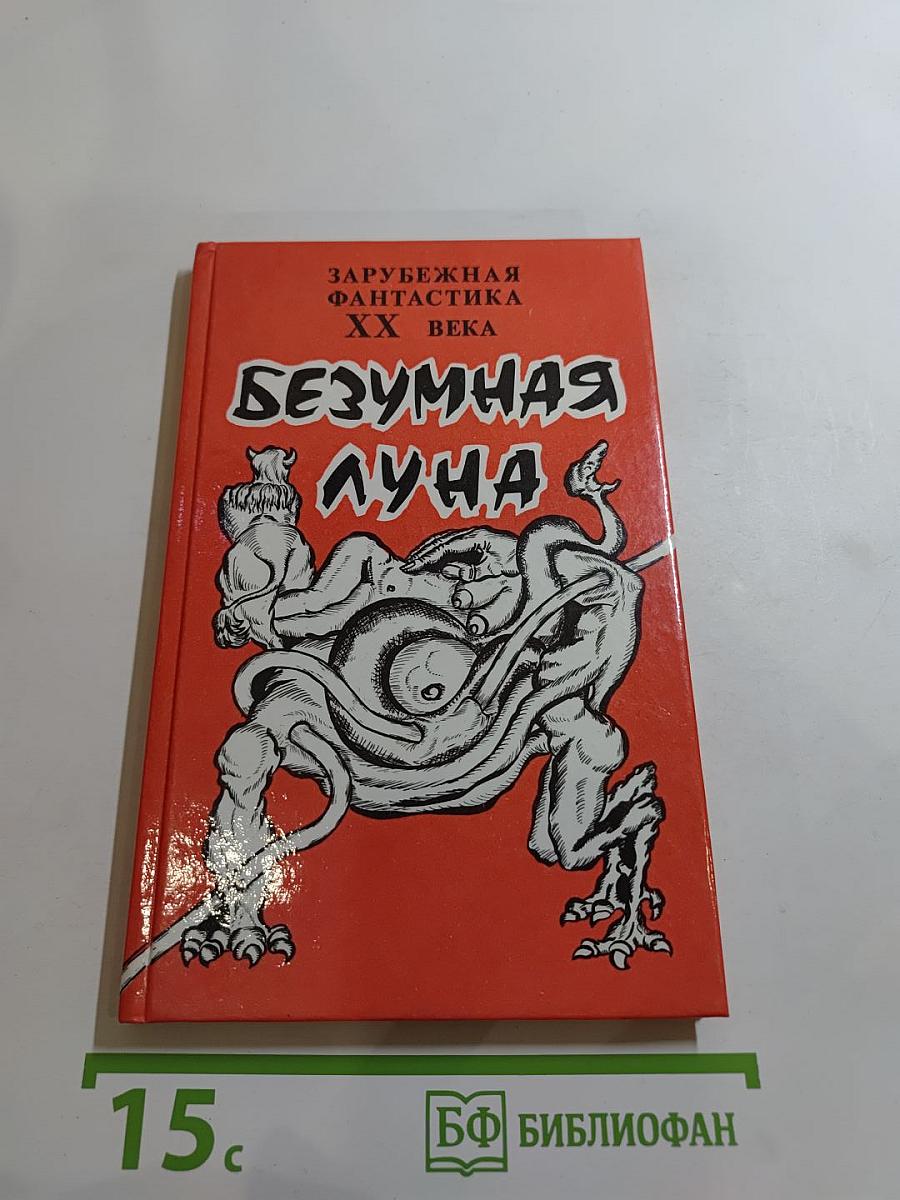 ЗАРУБЕЖНАЯ
ФАНТАСТИКА
XX ВЕКА
БЕЗУМНАЯ
ЛУНА
15с
БФ БИБЛИОФАН